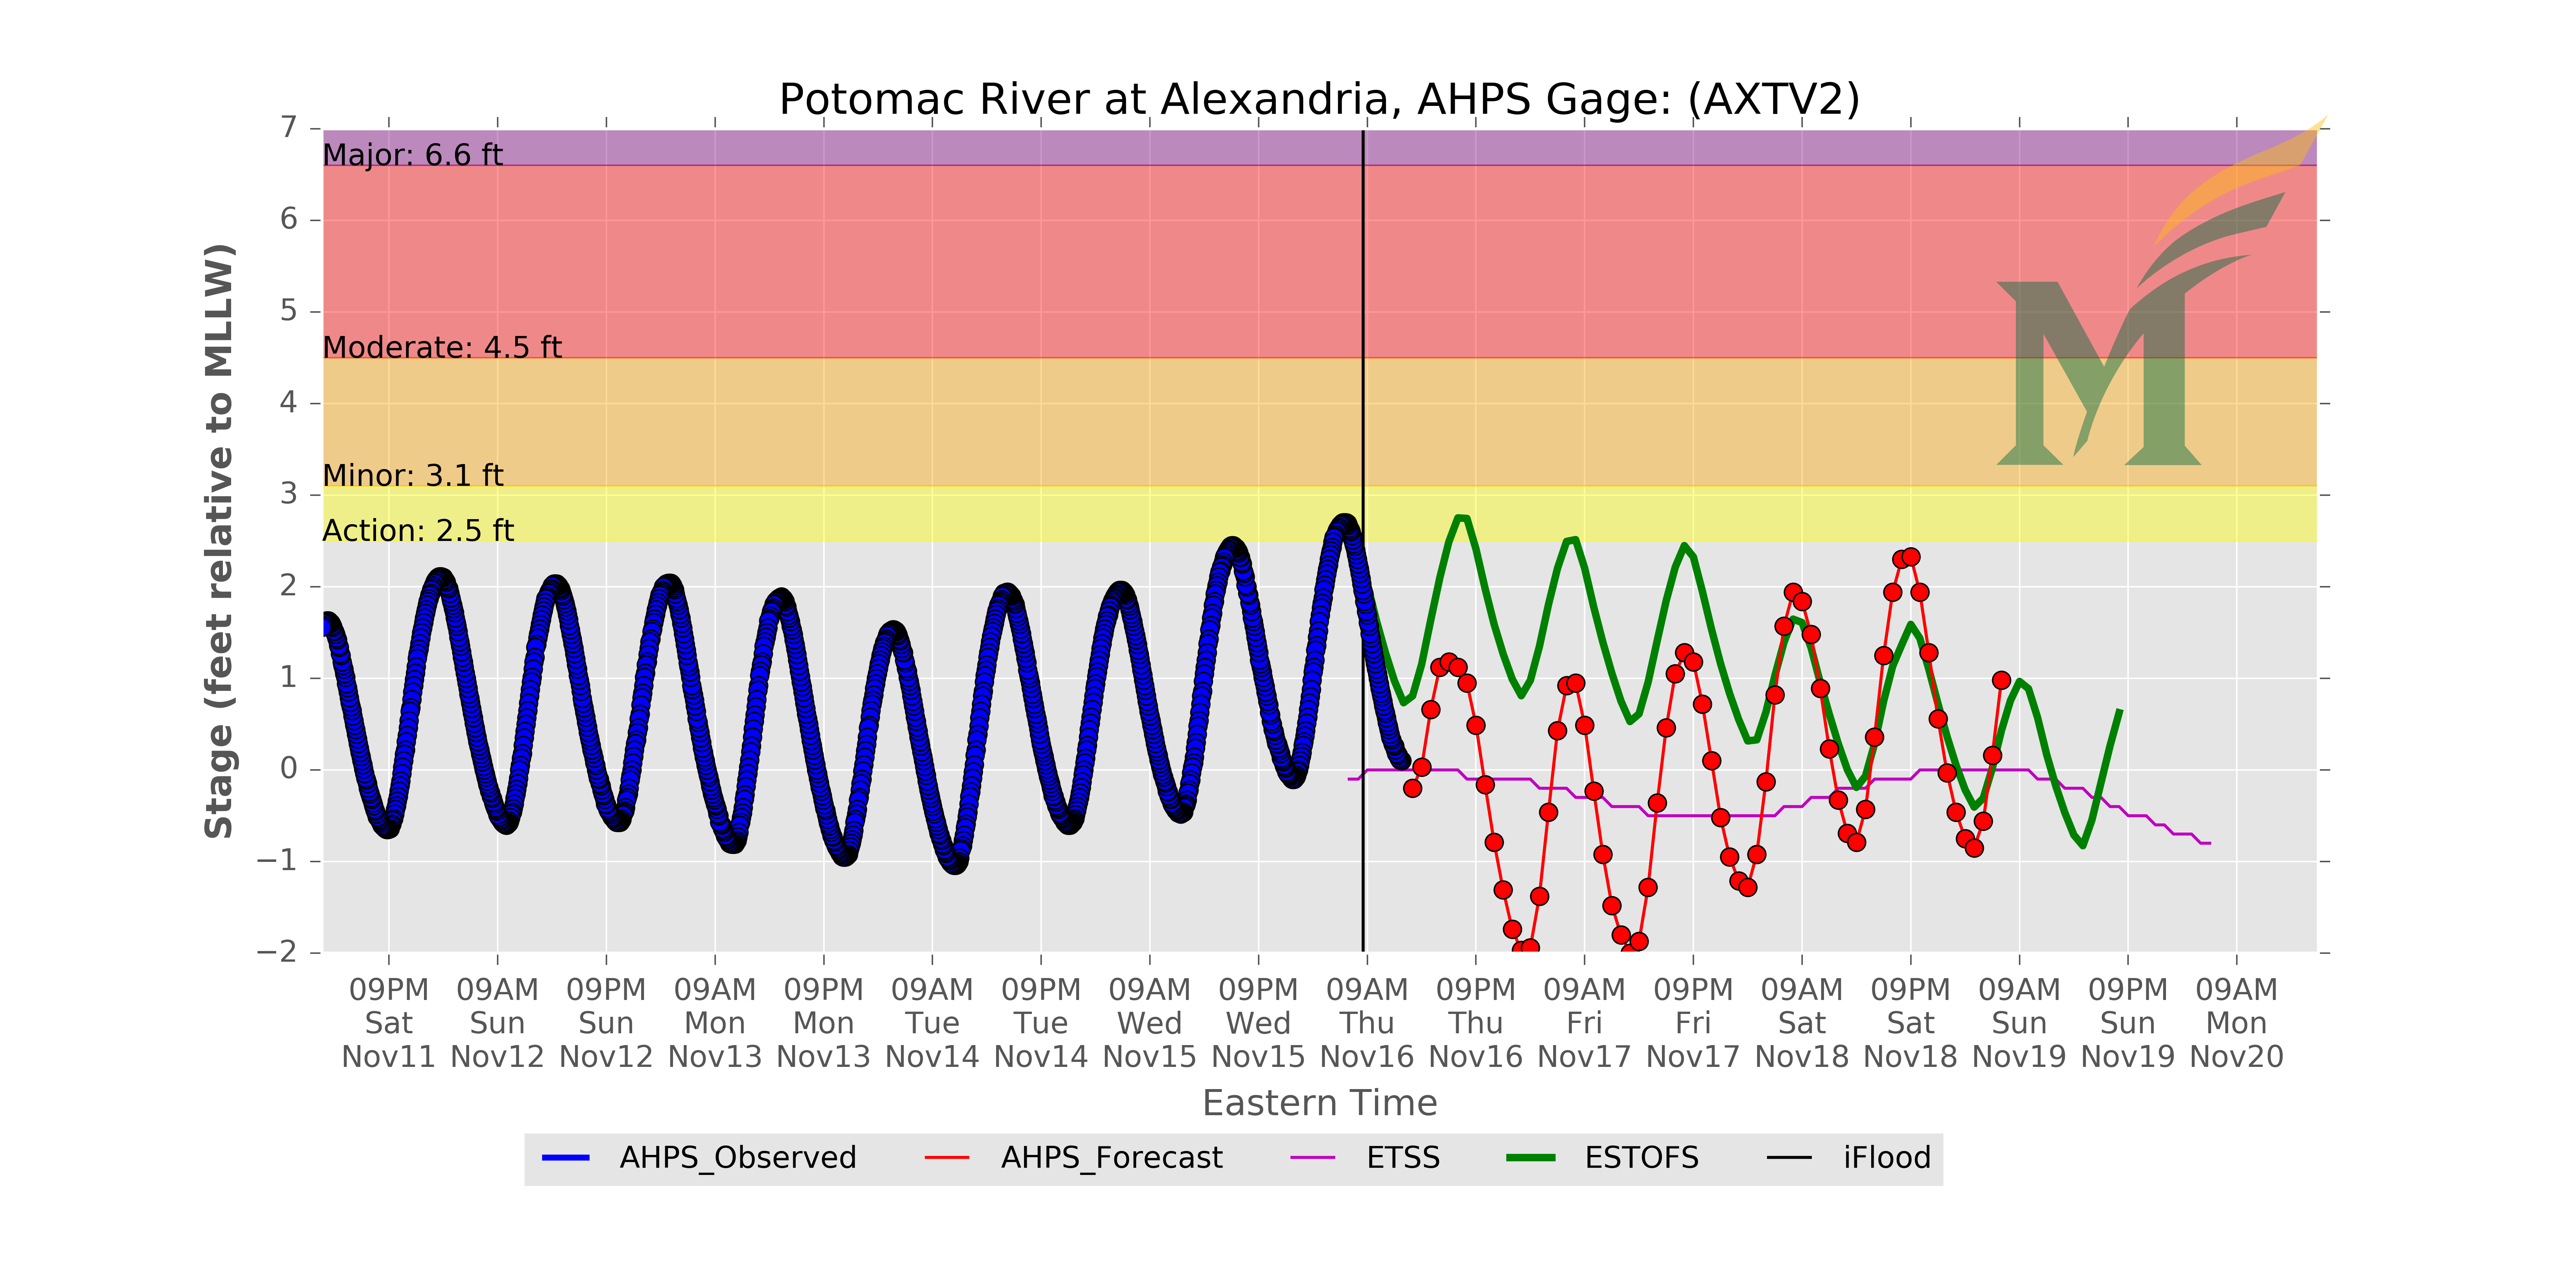 Potomac River at Alexandria, AHPS Gage: (AXTV2)
Stage (feet relative to MLLW)
7
6
5
4
3
2
1
0
−1
−2
Major: 6.6 ft
Moderate: 4.5 ft
Minor: 3.1 ft
Action: 2.5 ft
M
09PM 09AM 09PM 09AM 09PM 09AM 09PM 09AM 09PM 09AM 09PM 09AM 09PM 09AM 09PM 09AM 09PM 09AM
Sat Sun Sun Mon Mon Tue Tue Wed Wed Thu Thu Fri Fri Sat Sat Sun Sun Mon
Nov11 Nov12 Nov12 Nov13 Nov13 Nov14 Nov14 Nov15 Nov15 Nov16 Nov16 Nov17 Nov17 Nov18 Nov18 Nov19 Nov19 Nov20
Eastern Time
AHPS_Observed AHPS_Forecast ETSS ESTOFS iFlood